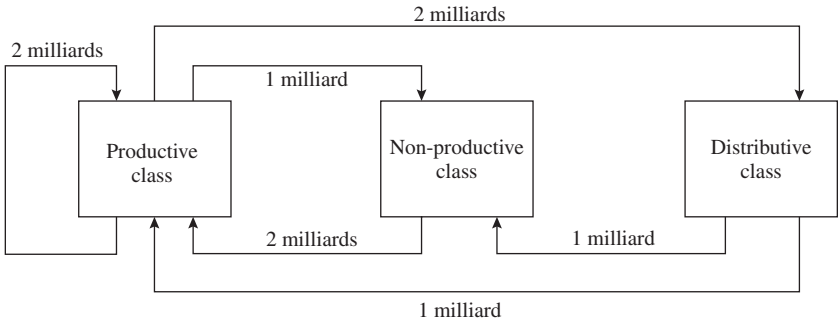 2 milliards
2 milliards
1 milliard
Productive
class
Non-productive
class
Distributive
class
2 milliards
1 milliard
1 milliard